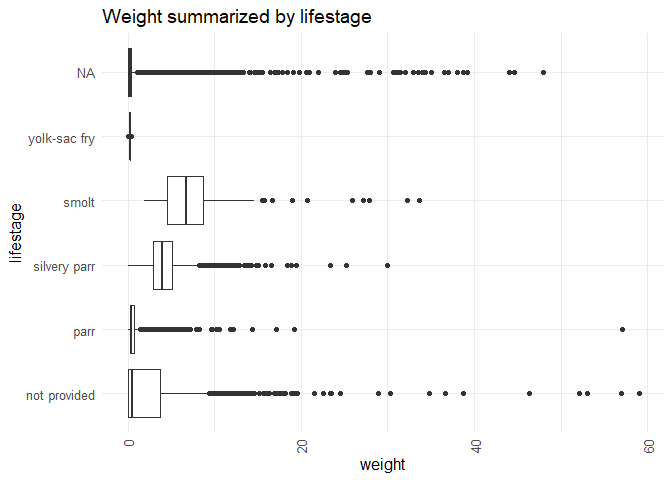 Weight summarized by lifestage
NA
yolk-sac fry
smolt
silvery parr
parr
not provided
lifestage
0
20
40
60
weight